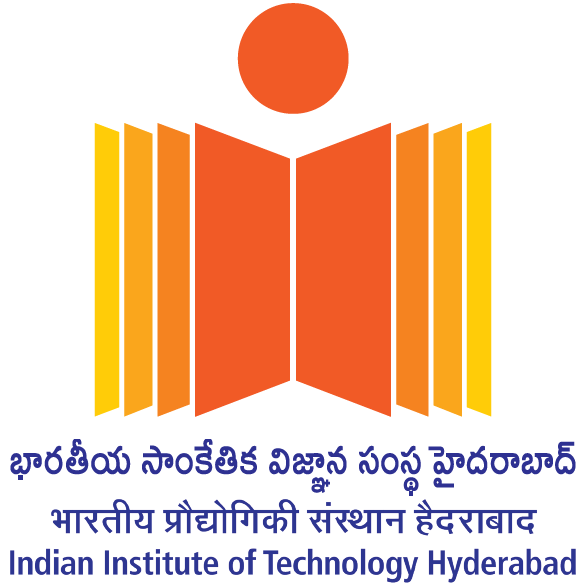 భారతీయ సాంకేతిక విజ్ఞాన సంస్థ హైదరాబాద్
भारतीय प्रौद्योगिकी संस्थान हैदराबाद
Indian Institute of Technology Hyderabad